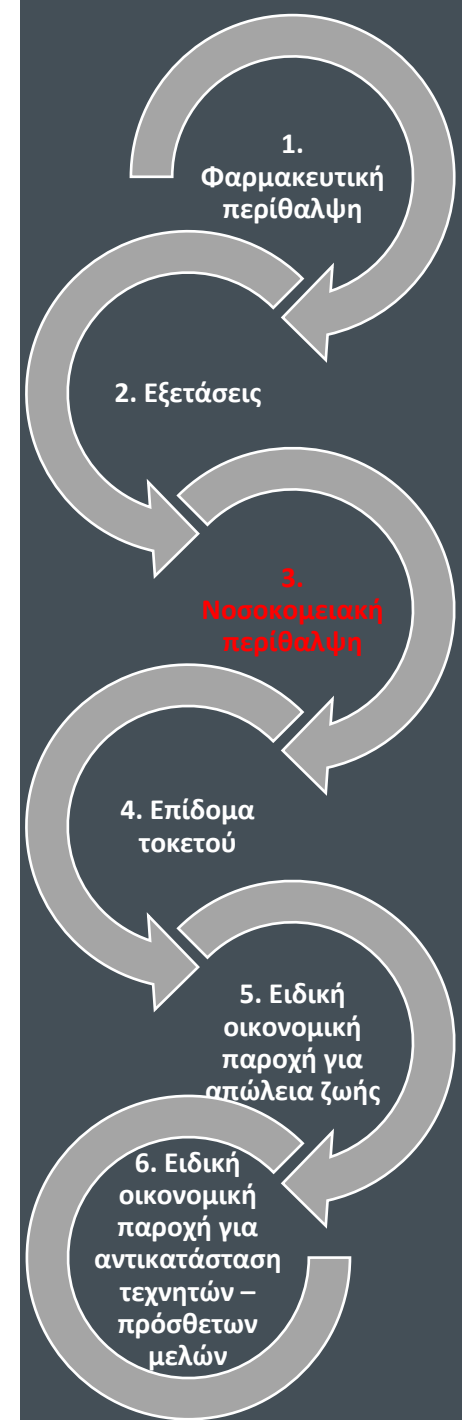 1.
Φαρμακευτική
περίθαλψη
2. Εξετάσεις
3.
Νοσοκομειακή
περίθαλψη
4. Επίδομα
τοκετού
5. Ειδική
οικονομική
παροχή για
απώλεια ζωής
6. Ειδική
οικονομική
παροχή για
αντικατάσταση
τεχνητών –
πρόσθετων
μελών